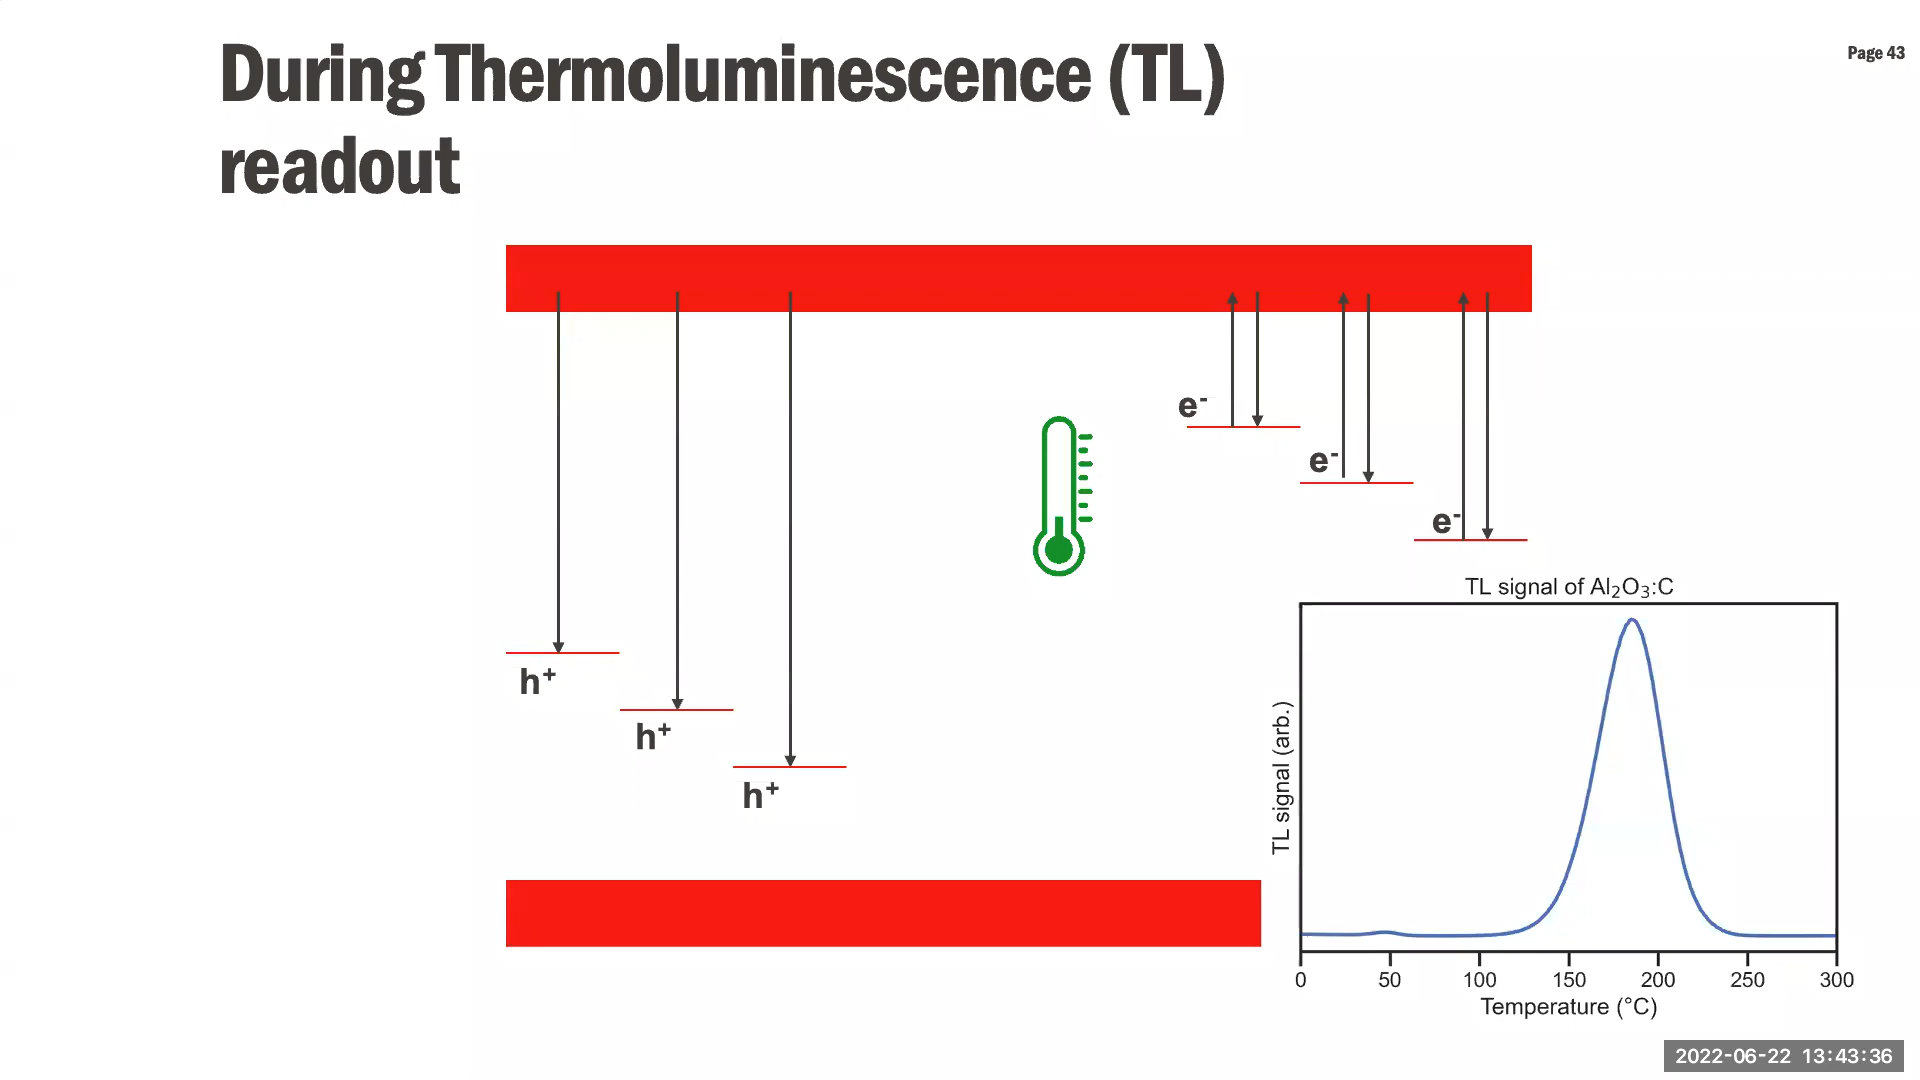 During Thermoluminescence (TL)
readout
Page 43
e⁻
e⁻
e⁻
h⁺
h⁺
h⁺
TL signal of Al₂O₃:C
TL signal (arb.)
0 50 100 150 200 250 300
Temperature (°C)
2022-06-22 13:43:36